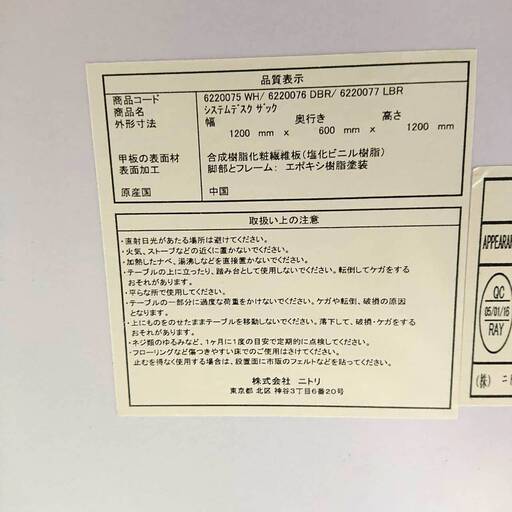 品質表示
商品コード 6220075 WH/ 6220076 DBR/ 6220077 LBR
商品名 システムデスク ザック
外形寸法 幅 奥行き 高さ
1200 mm x 600 mm x 1200 mm
甲板の表面材 合成樹脂化粧繊維板(塩化ビニル樹脂)
表面加工 脚部とフレーム: エポキシ樹脂塗装
原産国 中国
取扱い上の注意
・直射日光があたる場所は避けてください。
・火気、ストーブなどの近くに置かないでください。
・加熱したナベ、湯沸しなどを直接置かないでください。
・テーブルの上に立ったり、踏み台として使用しないでください。転倒してケガをする
おそれがあります。
・平らな所で使用してください。
・テーブルの一部分に過度な荷重をかけないでください。ケガや転倒、破損の原因
となります。
・上にものをのせたままテーブルを移動しないでください。落下して、破損・ケガをする
おそれがあります。
・ネジ類のゆるみなど、1ヶ月に1度の目安で定期的に点検してください。
・フローリングなど傷つきやすい床でのご使用はさけてください。
止むを得なく使用する場合は、設置面に市販のフェルトなどを貼ってください。
株式会社 ニトリ
東京都 北区 神谷3丁目6番20号
QC
05/01/16
RAY
(株)